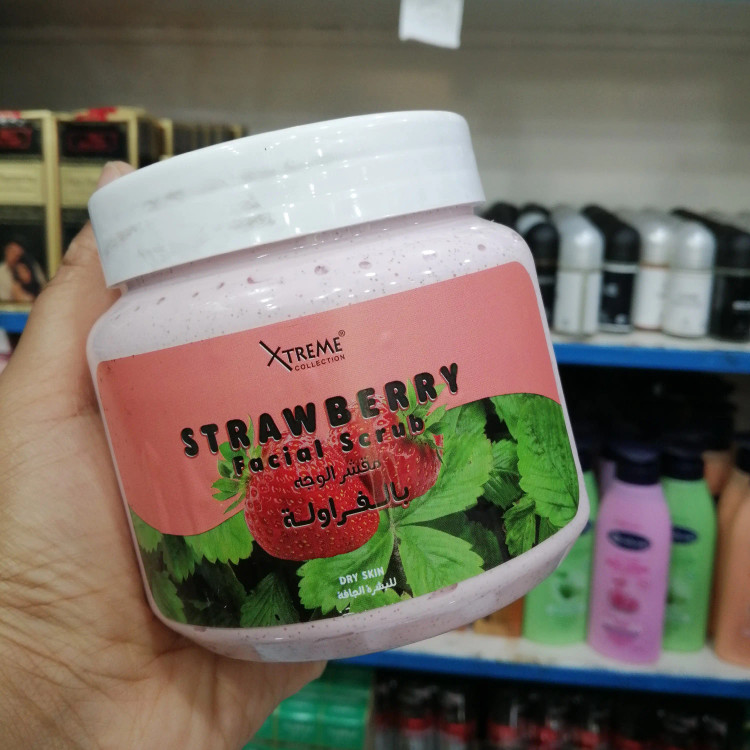 XTREME®
COLLECTION
STRAWBERRY
Facial Scrub
مقشر الوجه
بالفراولة
DRY SKIN
للبشرة الجافة